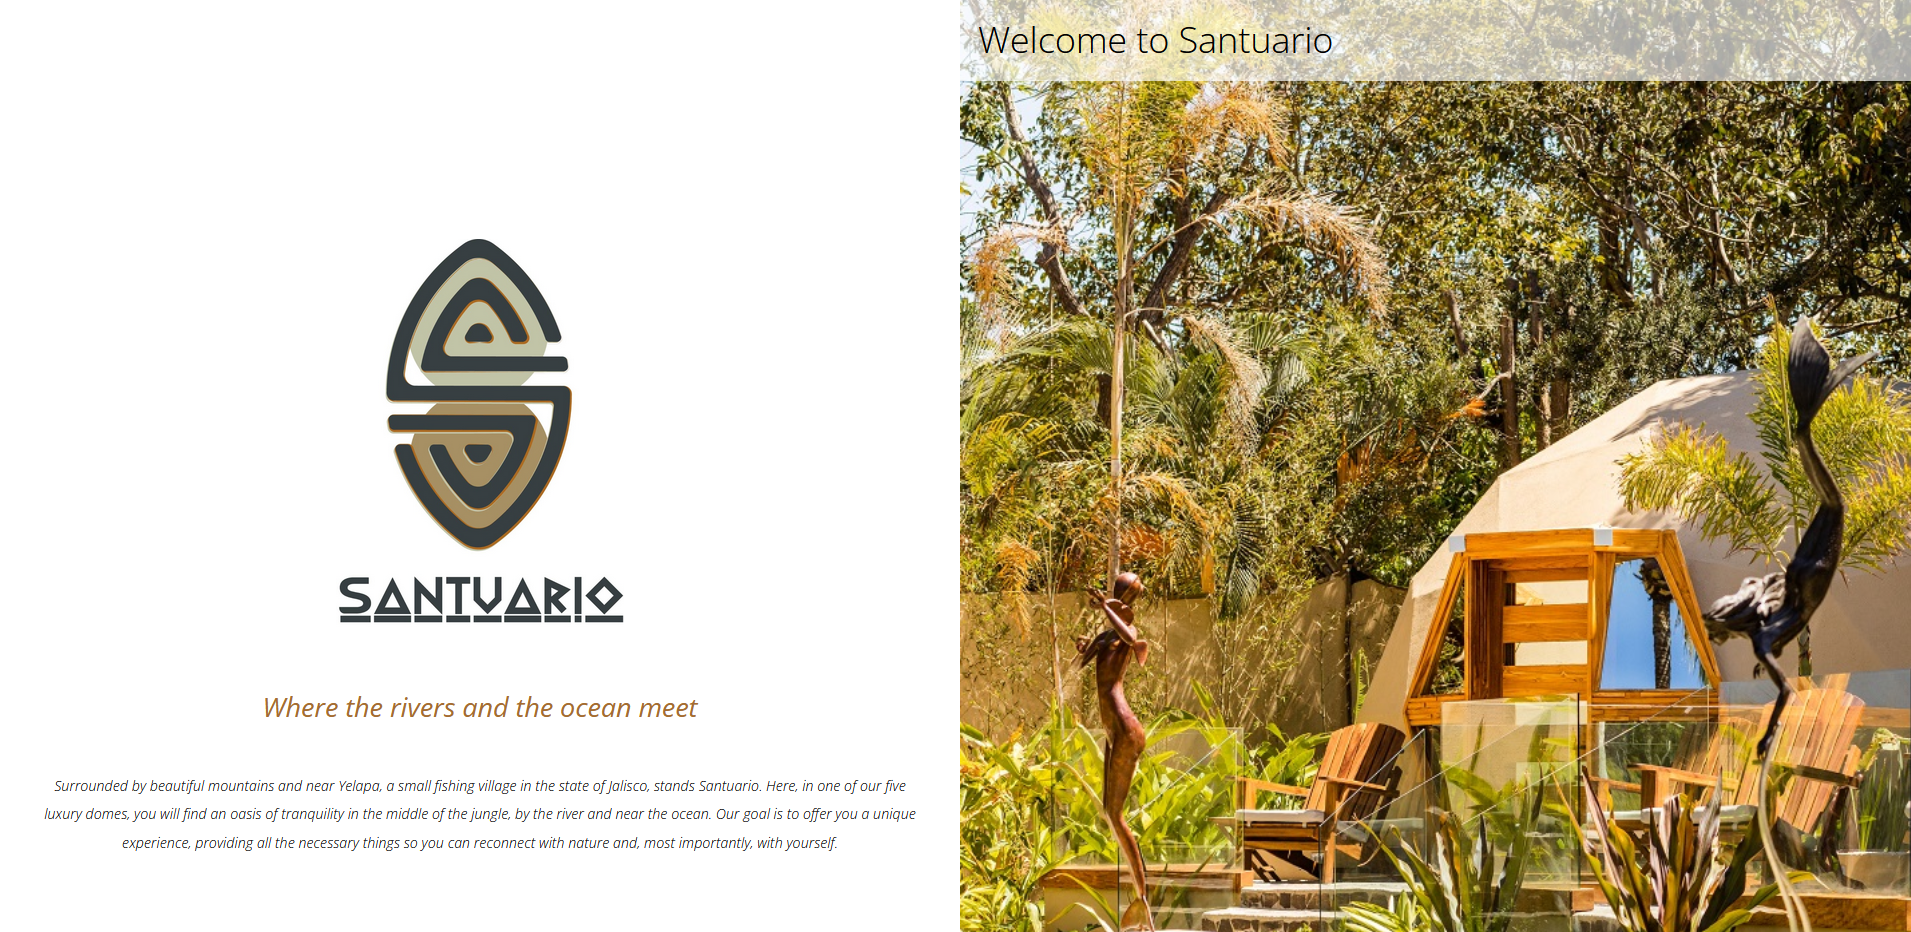 SANTUARIO
Where the rivers and the ocean meet
Surrounded by beautiful mountains and near Yelapa, a small fishing village in the state of Jalisco, stands Santuario. Here, in one of our five
luxury domes, you will find an oasis of tranquility in the middle of the jungle, by the river and near the ocean. Our goal is to offer you a unique
experience, providing all the necessary things so you can reconnect with nature and, most importantly, with yourself.
Welcome to Santuario